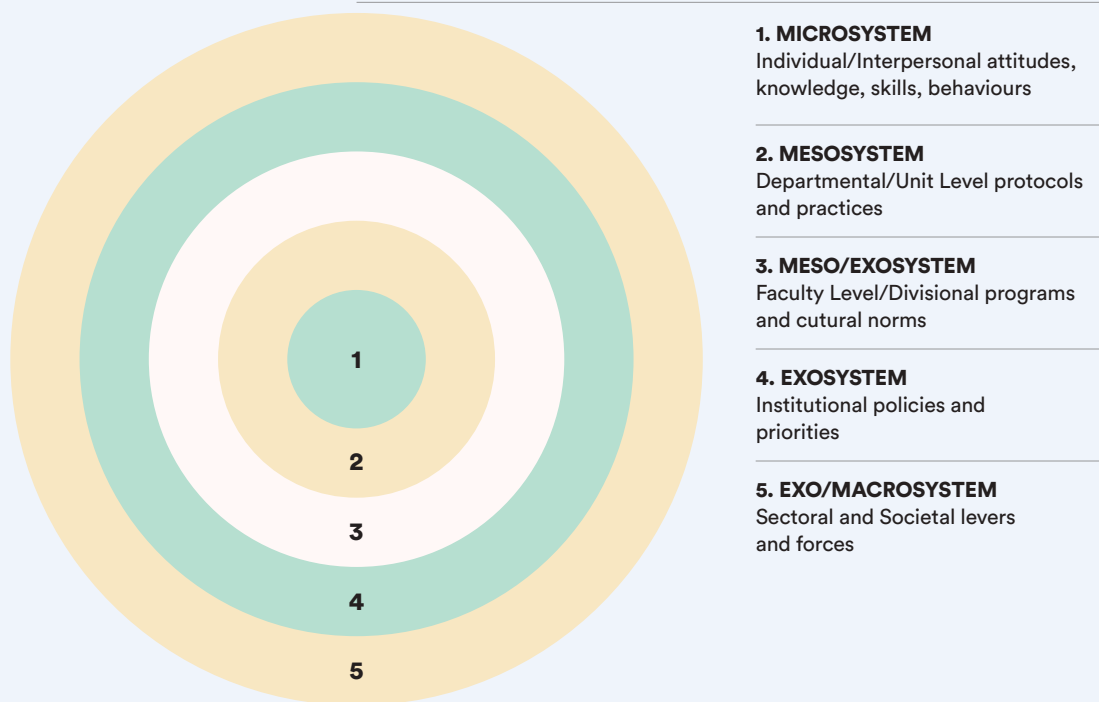 1
2
3
4
5
1. MICROSYSTEM
Individual/Interpersonal attitudes,
knowledge, skills, behaviours
2. MESOSYSTEM
Departmental/Unit Level protocols
and practices
3. MESO/EXOSYSTEM
Faculty Level/Divisional programs
and cutural norms
4. EXOSYSTEM
Institutional policies and
priorities
5. EXO/MACROSYSTEM
Sectoral and Societal levers
and forces